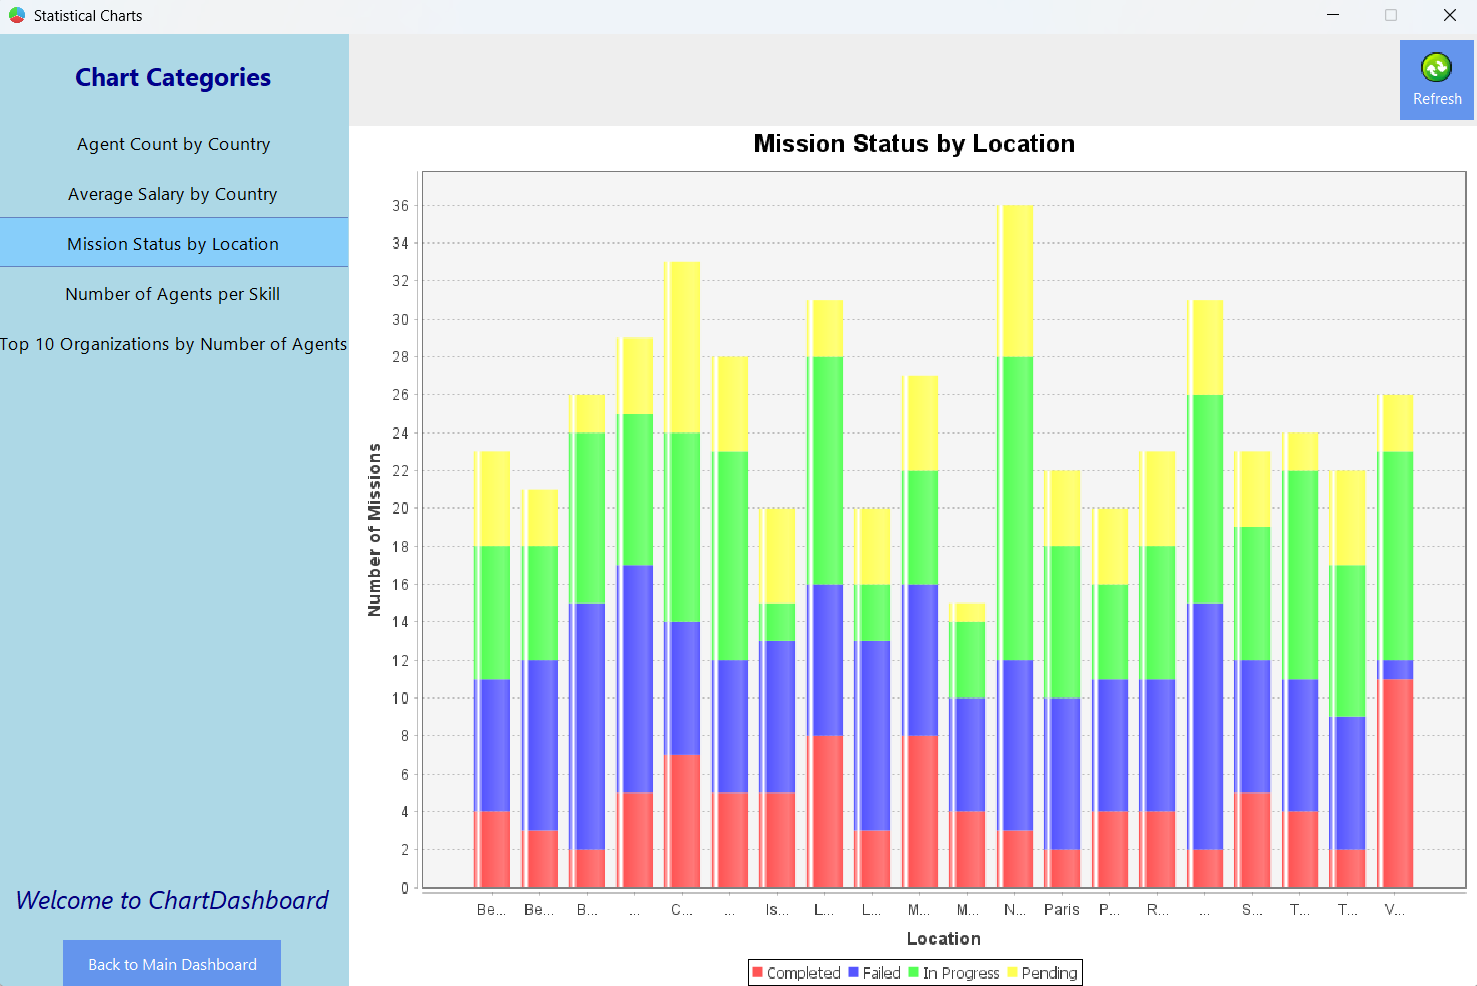 Statistical Charts
Chart Categories
Agent Count by Country
Average Salary by Country
Mission Status by Location
Number of Agents per Skill
Top 10 Organizations by Number of Agents
Welcome to ChartDashboard
Back to Main Dashboard
Refresh
Mission Status by Location
Number of Missions
36
34
32
30
28
26
24
22
20
18
16
14
12
10
8
6
4
2
0
Be... Be... B... ... C... ... Is... L... L... M... M... N... Paris P... R... ... S... T... T... V...
Location
Completed Failed In Progress Pending